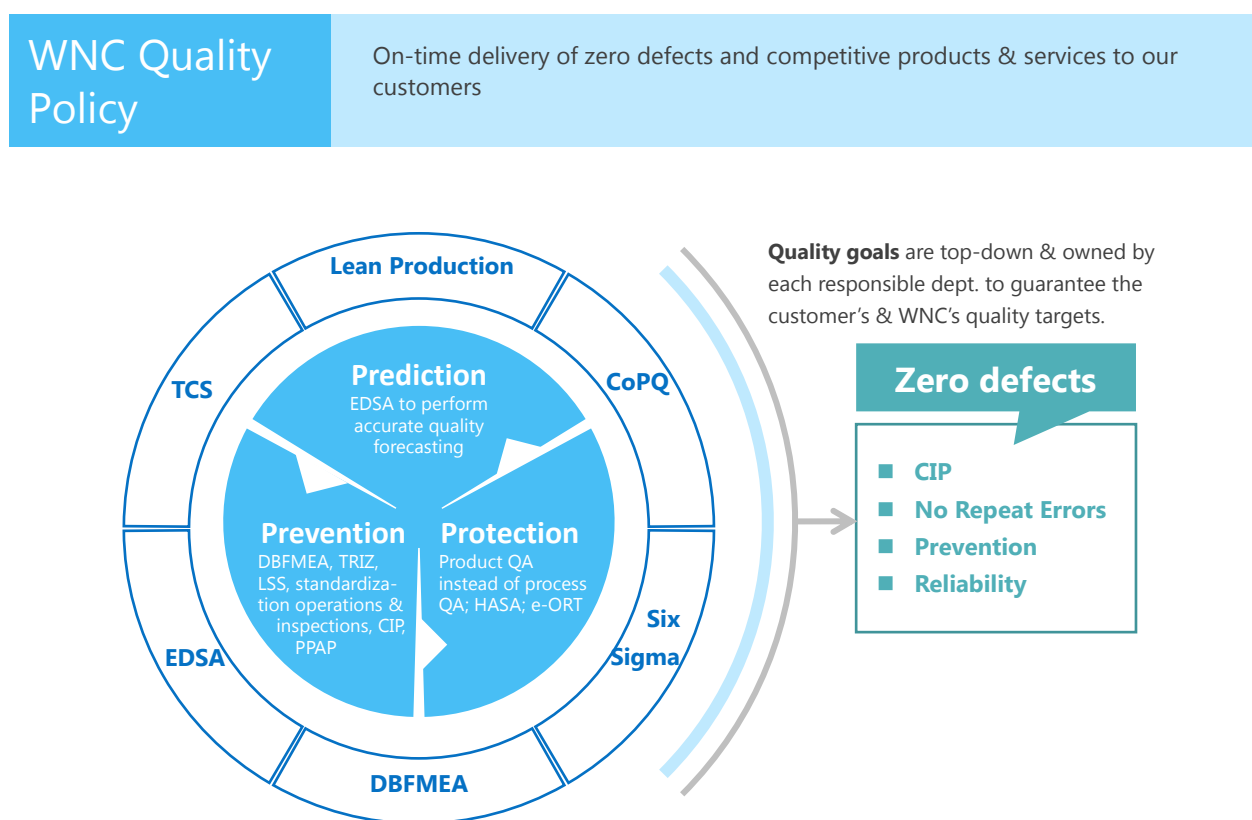 WNC Quality
Policy
On-time delivery of zero defects and competitive products & services to our
customers
Quality goals are top-down & owned by
each responsible dept. to guarantee the
customer's & WNC's quality targets.
Lean Production
TCS
CoPQ
EDSA
Six
Sigma
DBFMEA
Prediction
EDSA to perform
accurate quality
forecasting
Prevention
DBFMEA, TRIZ,
LSS, standardiza-
tion operations &
inspections, CIP,
PPAP
Protection
Product QA
instead of process
QA; HASA; e-ORT
Zero defects
CIP
No Repeat Errors
Prevention
Reliability